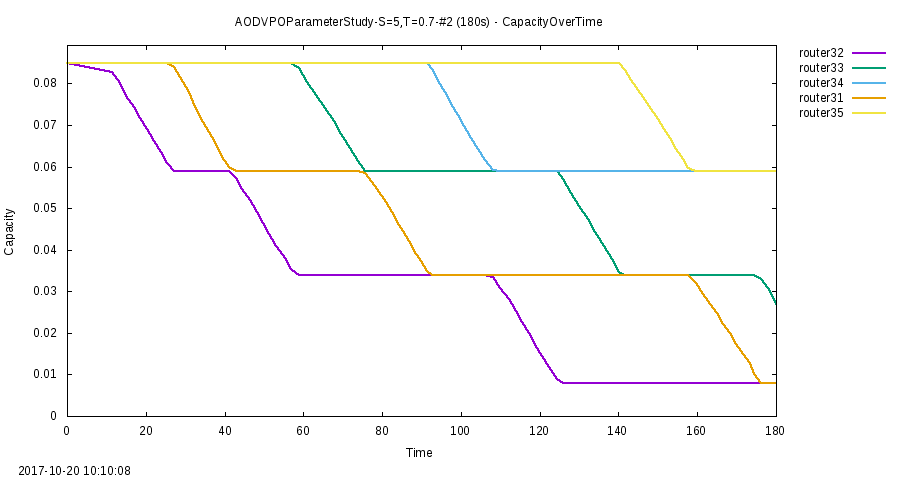 AODVPOParameterStudy-S=5,T=0.7-#2 (180s) - CapacityOverTime
router32
router33
router34
router31
router35
0.08
0.07
0.06
0.05
0.04
0.03
0.02
0.01
0
Capacity
0 20 40 60 80 100 120 140 160 180
Time
2017-10-20 10:10:08